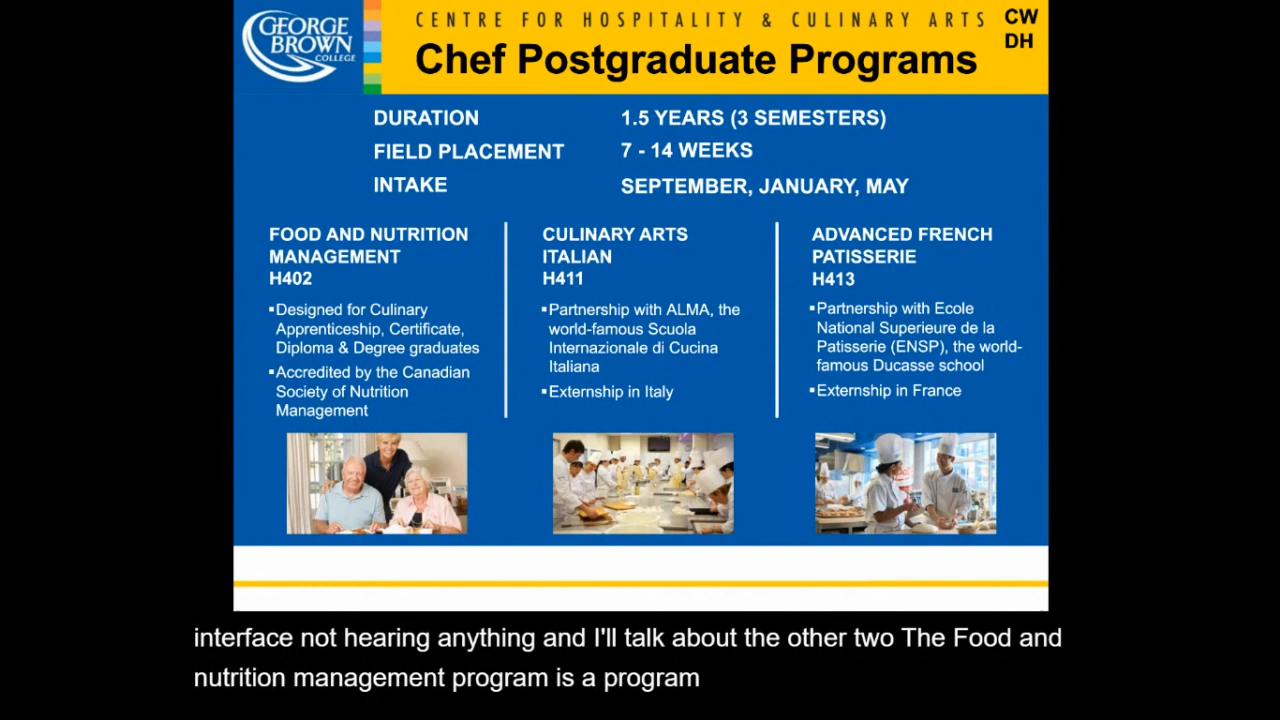 GEORGE
BROWN
COLLEGE
CENTRE FOR HOSPITALITY & CULINARY ARTS
Chef Postgraduate Programs
CW
DH
DURATION 1.5 YEARS (3 SEMESTERS)
FIELD PLACEMENT 7 - 14 WEEKS
INTAKE SEPTEMBER, JANUARY, MAY
FOOD AND NUTRITION
MANAGEMENT
H402
▪Designed for Culinary
Apprenticeship, Certificate,
Diploma & Degree graduates
▪Accredited by the Canadian
Society of Nutrition
Management
CULINARY ARTS
ITALIAN
H411
▪Partnership with ALMA, the
world-famous Scuola
Internazionale di Cucina
Italiana
▪Externship in Italy
ADVANCED FRENCH
PATISSERIE
H413
▪Partnership with Ecole
National Superieure de la
Patisserie (ENSP), the world-
famous Ducasse school
▪Externship in France
interface not hearing anything and I'll talk about the other two The Food and
nutrition management program is a program